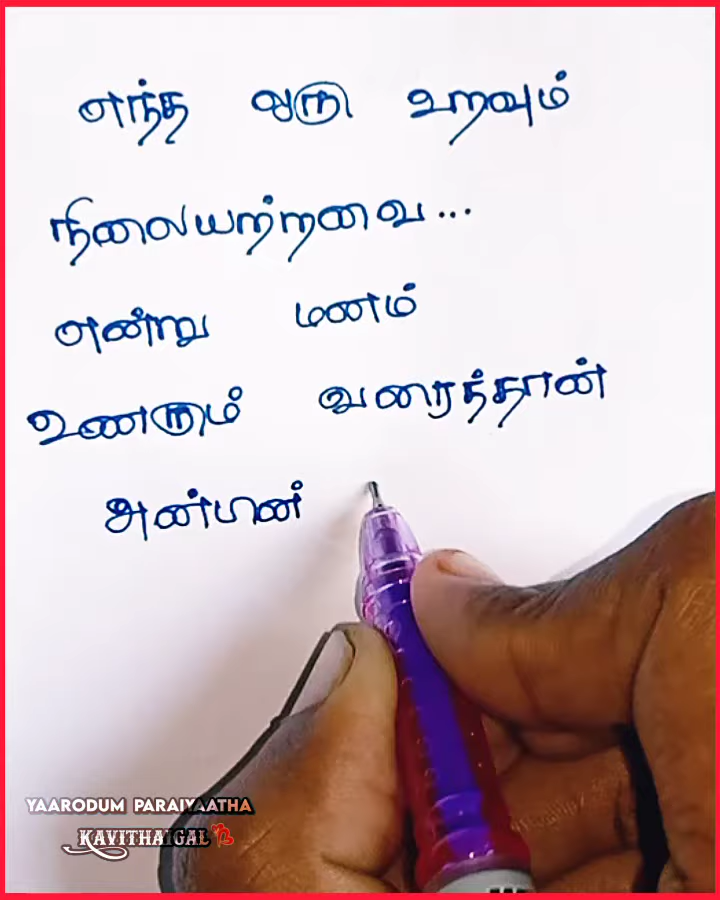 எந்த ஒரு உறவும்
நிலையற்றவை...
என்று மனம்
உணரும் வரைத்தான்
அன்பின்
YAARODUM PARAIYAATHA
KAVITHAIGAL